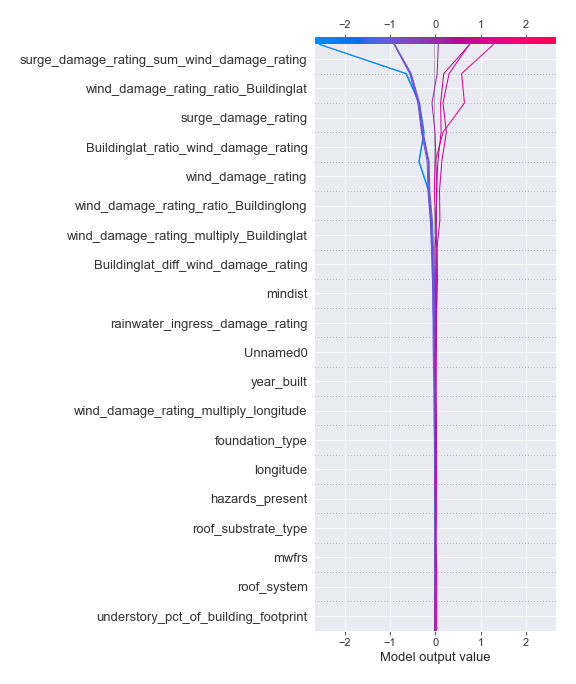 −2 −1 0 1 2
surge_damage_rating_sum_wind_damage_rating
wind_damage_rating_ratio_Buildinglat
surge_damage_rating
Buildinglat_ratio_wind_damage_rating
wind_damage_rating
wind_damage_rating_ratio_Buildinglong
wind_damage_rating_multiply_Buildinglat
Buildinglat_diff_wind_damage_rating
mindist
rainwater_ingress_damage_rating
Unnamed0
year_built
wind_damage_rating_multiply_longitude
foundation_type
longitude
hazards_present
roof_substrate_type
mwfrs
roof_system
understory_pct_of_building_footprint
−2 −1 0 1 2
Model output value